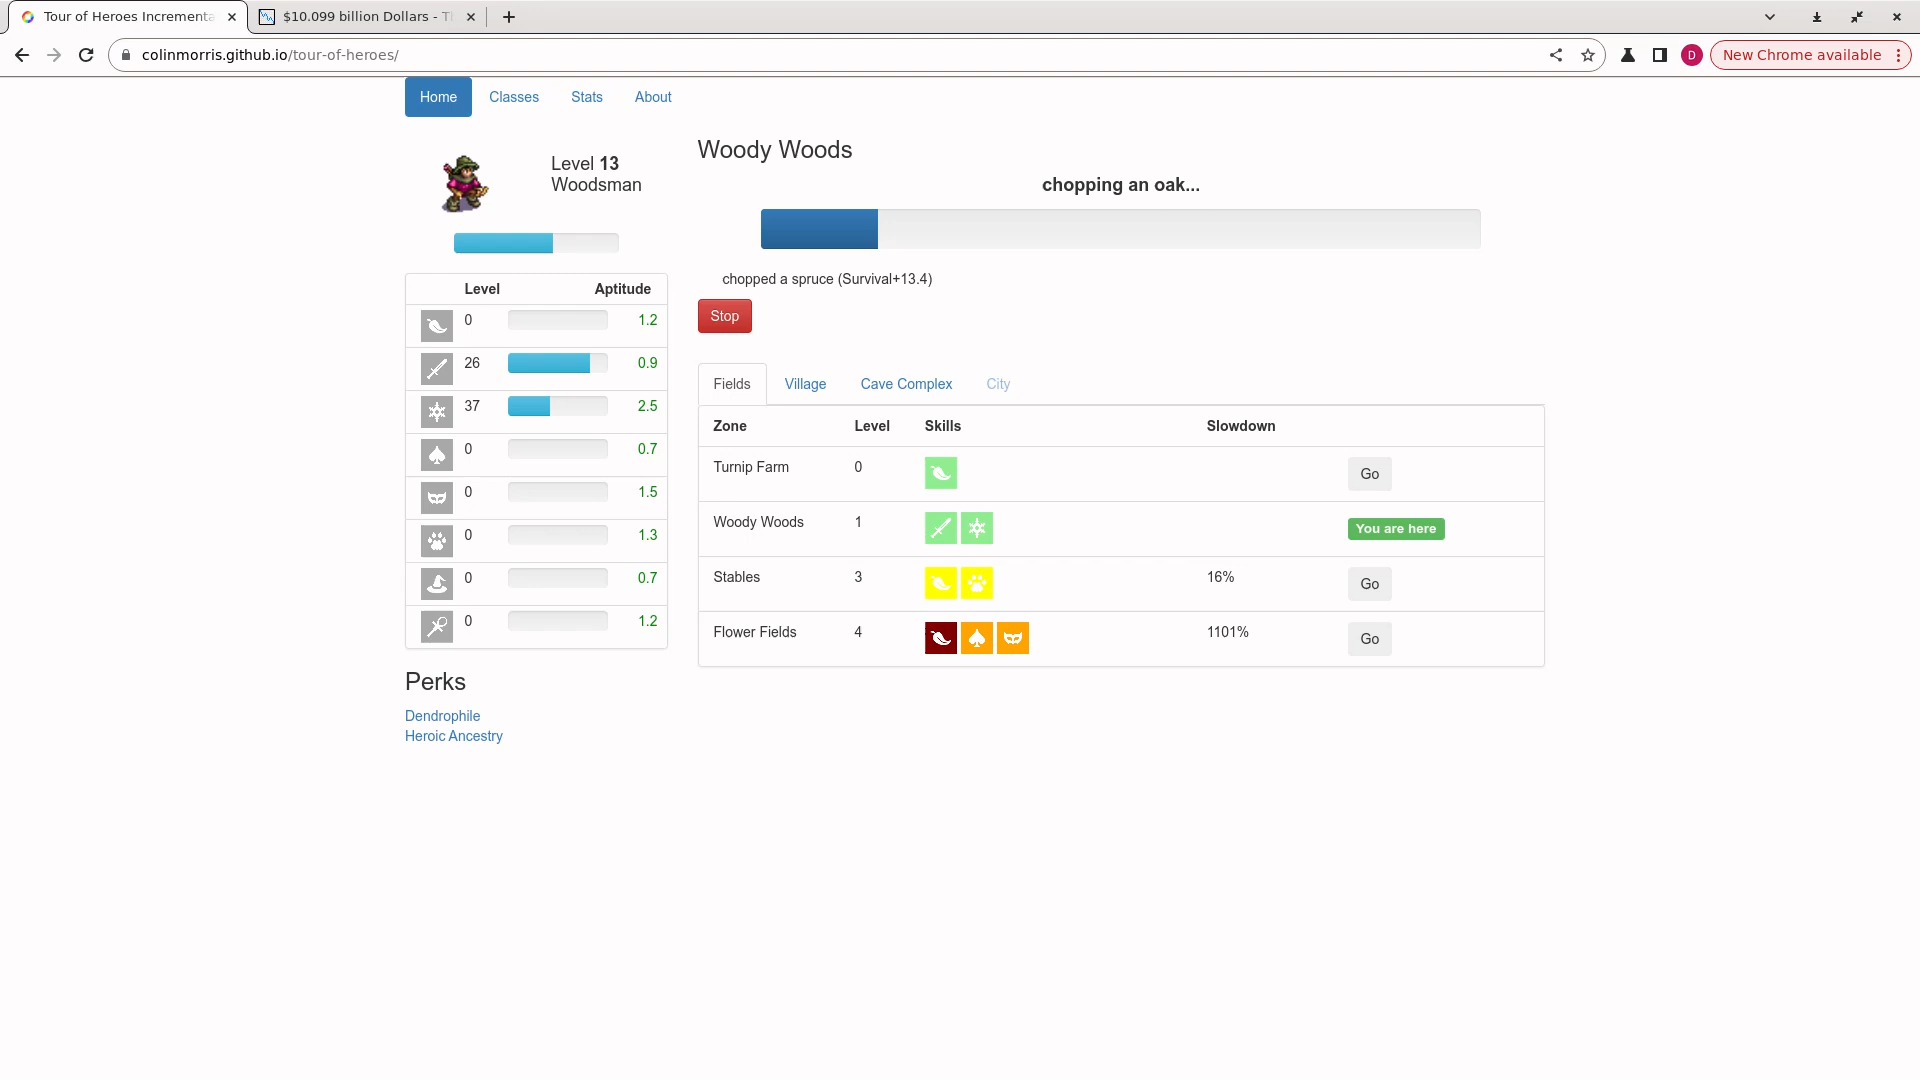 Tour of Heroes Incrementa
$10.099 billion Dollars - T
colinmorris.github.io/tour-of-heroes/
D
New Chrome available
Home Classes Stats About
Level 13
Woodsman
Level Aptitude
0 1.2
26 0.9
37 2.5
0 0.7
0 1.5
0 1.3
0 0.7
0 1.2
Perks
Dendrophile
Heroic Ancestry
Woody Woods
chopping an oak...
chopped a spruce (Survival+13.4)
Stop
Fields Village Cave Complex City
Zone Level Skills Slowdown
Turnip Farm 0 Go
Woody Woods 1 You are here
Stables 3 16% Go
Flower Fields 4 1101% Go